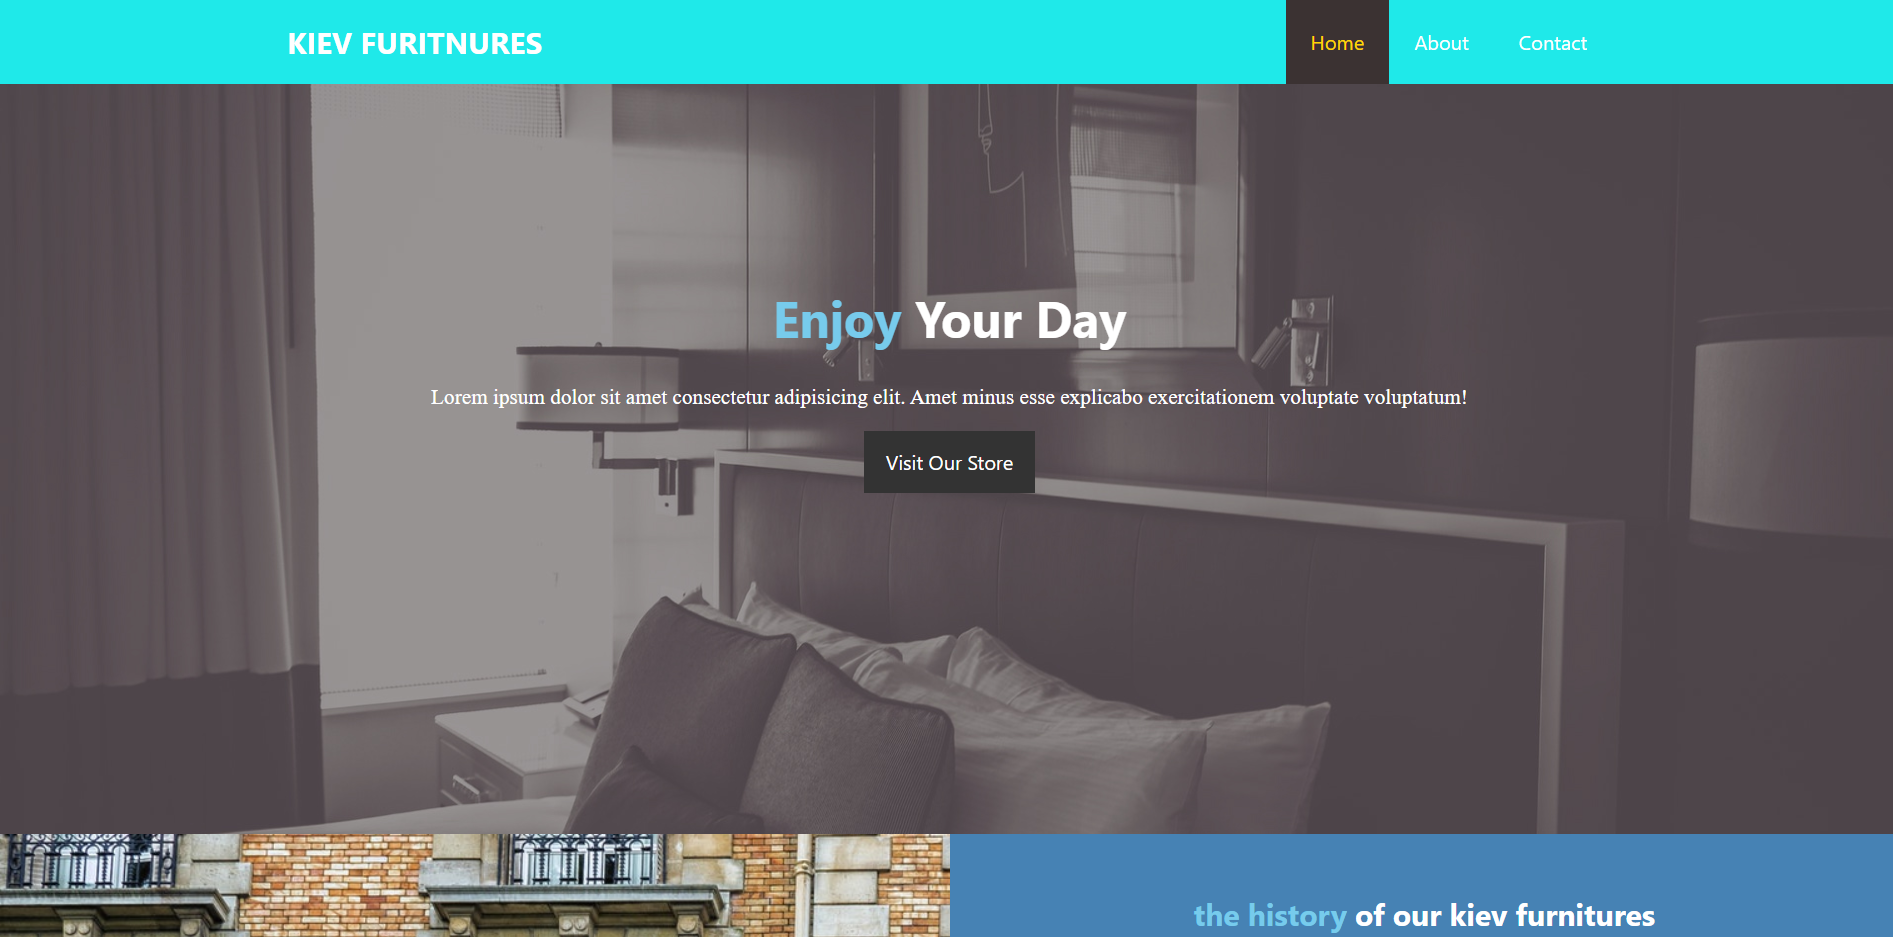 KIEV FURITNURES
Home About Contact
Enjoy Your Day
Lorem ipsum dolor sit amet consectetur adipisicing elit. Amet minus esse explicabo exercitationem voluptate voluptatum!
Visit Our Store
the history of our kiev furnitures